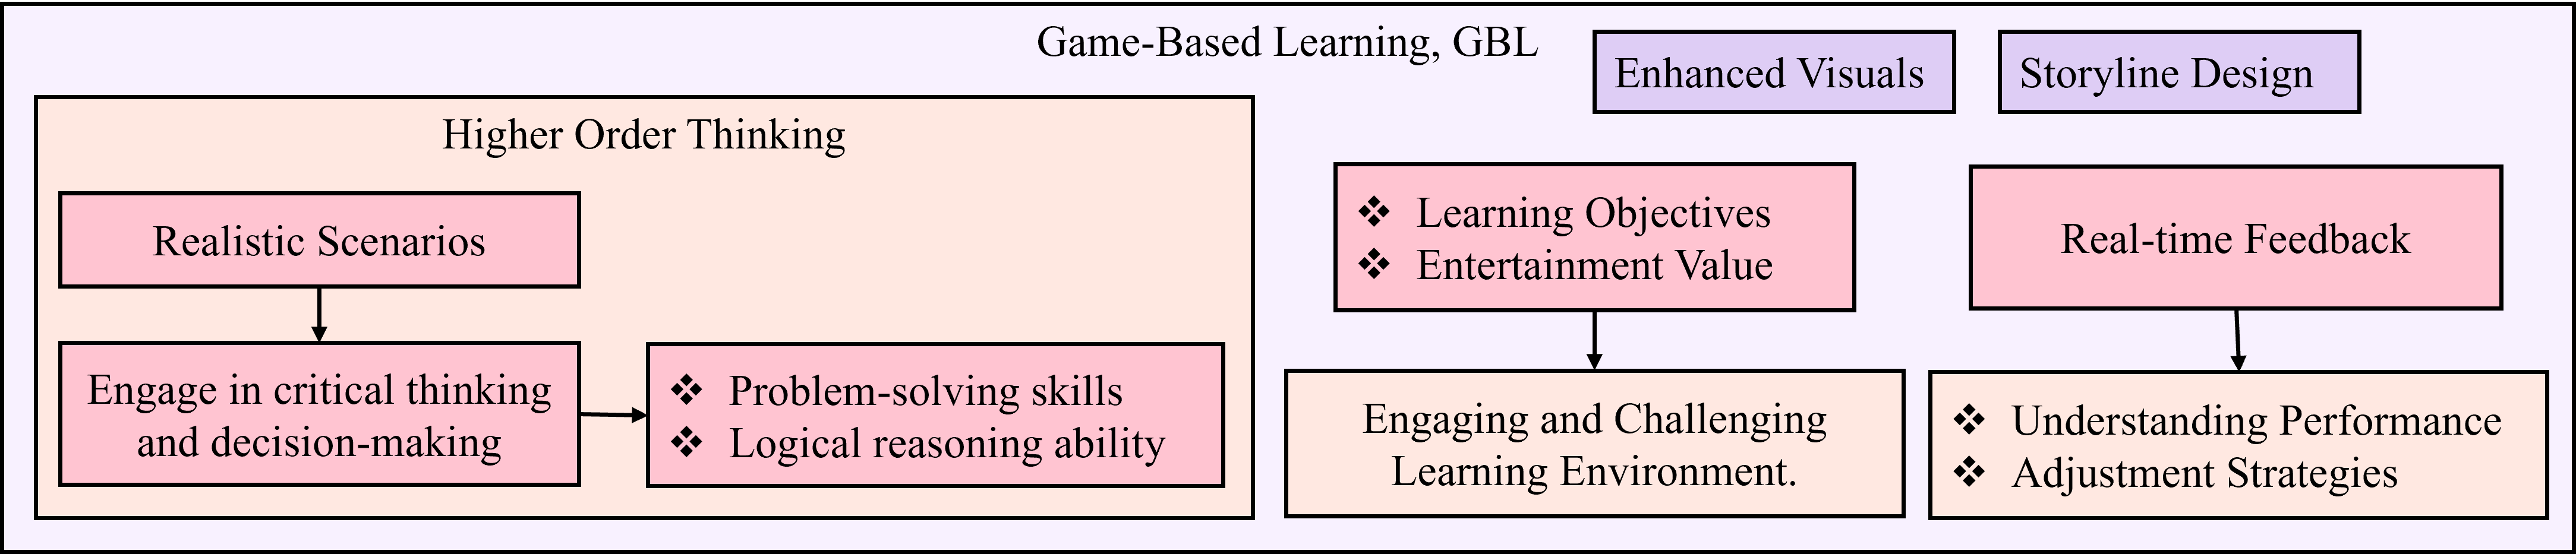 Game-Based Learning, GBL
Enhanced Visuals
Storyline Design
Higher Order Thinking
Realistic Scenarios
Engage in critical thinking
and decision-making
❖ Problem-solving skills
❖ Logical reasoning ability
❖ Learning Objectives
❖ Entertainment Value
Engaging and Challenging
Learning Environment.
Real-time Feedback
❖ Understanding Performance
❖ Adjustment Strategies